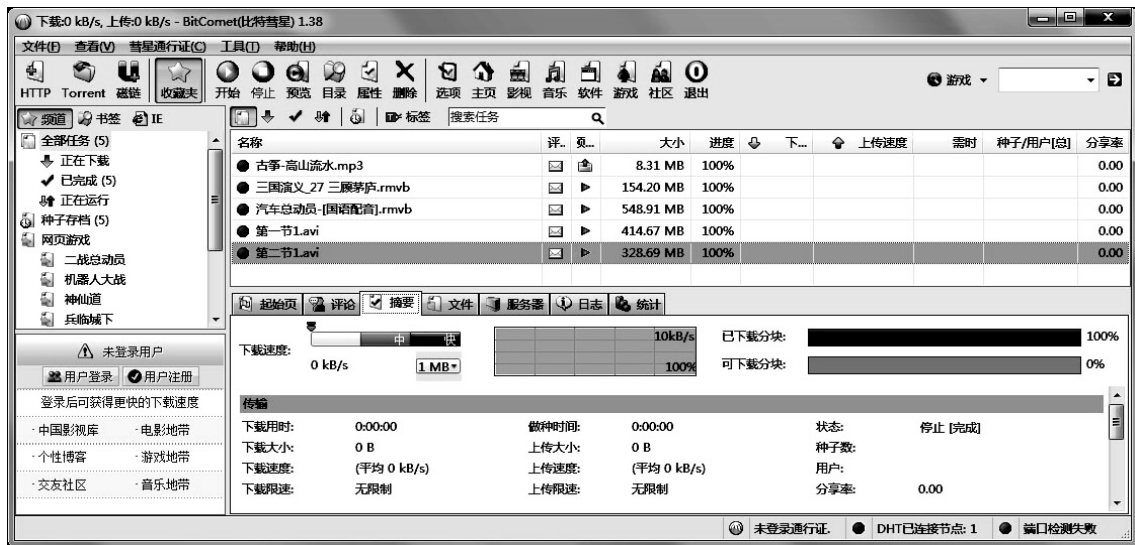 下载:0 kB/s, 上传:0 kB/s - BitComet(比特彗星) 1.38
文件(F) 查看(V) 彗星通行证(C) 工具(T) 帮助(H)
HTTP Torrent 磁链 收藏夹 开始 停止 预览 目录 属性 删除 选项 主页 影视 音乐 软件 游戏 社区 退出 游戏
频道 书签 IE 标签 搜索任务
全部任务 (5)
正在下载
已完成 (5)
正在运行
种子存档 (5)
网页游戏
二战总动员
机器人大战
神仙道
兵临城下
名称 评.. 页... 大小 进度 下... 上传速度 需时 种子/用户[总] 分享率
古筝-高山流水.mp3 8.31 MB 100% 0.00
三国演义_27 三顾茅庐.rmvb 154.20 MB 100% 0.00
汽车总动员-[国语配音].rmvb 548.91 MB 100% 0.00
第一节1.avi 414.67 MB 100% 0.00
第二节1.avi 328.69 MB 100% 0.00
起始页 评论 摘要 文件 服务器 日志 统计
未登录用户
用户登录 用户注册
登录后可获得更快的下载速度
·中国影视库 ·电影地带
·个性博客 ·游戏地带
·交友社区 ·音乐地带
下载速度: 中 快 10kB/s 已下载分块: 100%
0 kB/s 1 MB 100% 可下载分块: 0%
传输
下载用时: 0:00:00 做种时间: 0:00:00 状态: 停止 [完成]
下载大小: 0 B 上传大小: 0 B 种子数:
下载速度: (平均 0 kB/s) 上传速度: (平均 0 kB/s) 用户:
下载限速: 无限制 上传限速: 无限制 分享率: 0.00
未登录通行证. DHT已连接节点: 1 端口检测失败